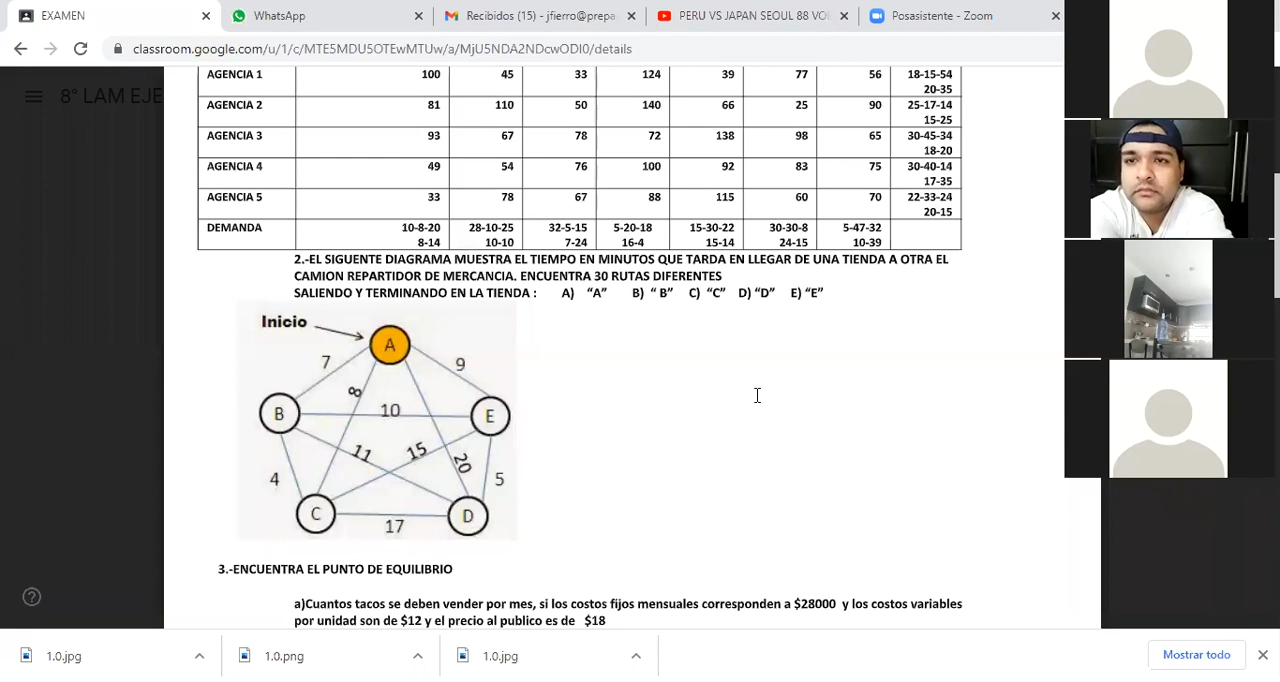 EXAMEN
WhatsApp
Recibidos (15) - jfierro@prepa
PERU VS JAPAN SEOUL 88 VO
Posasistente - Zoom
classroom.google.com/u/1/c/MTE5MDU5OTEwMTUw/a/MjU5NDA2NDcwODI0/details
8° LAM EJE
AGENCIA 1 100 45 33 124 39 77 56 18-15-54
20-35
AGENCIA 2 81 110 50 140 66 25 90 25-17-14
15-25
AGENCIA 3 93 67 78 72 138 98 65 30-45-34
18-20
AGENCIA 4 49 54 76 100 92 83 75 30-40-14
17-35
AGENCIA 5 33 78 67 88 115 60 70 22-33-24
20-15
DEMANDA 10-8-20 28-10-25 32-5-15 5-20-18 15-30-22 30-30-8 5-47-32
8-14 10-10 7-24 16-4 15-14 24-15 10-39
2.-EL SIGUENTE DIAGRAMA MUESTRA EL TIEMPO EN MINUTOS QUE TARDA EN LLEGAR DE UNA TIENDA A OTRA EL
CAMION REPARTIDOR DE MERCANCIA. ENCUENTRA 30 RUTAS DIFERENTES
SALIENDO Y TERMINANDO EN LA TIENDA : A) “A” B) “ B” C) “C” D) “D” E) “E”
Inicio
A
7
9
8
B
10
E
11
15
20
4
5
C
17
D
3.-ENCUENTRA EL PUNTO DE EQUILIBRIO
a)Cuantos tacos se deben vender por mes, si los costos fijos mensuales corresponden a $28000 y los costos variables
por unidad son de $12 y el precio al publico es de $18
1.0.jpg
1.0.png
1.0.jpg
Mostrar todo